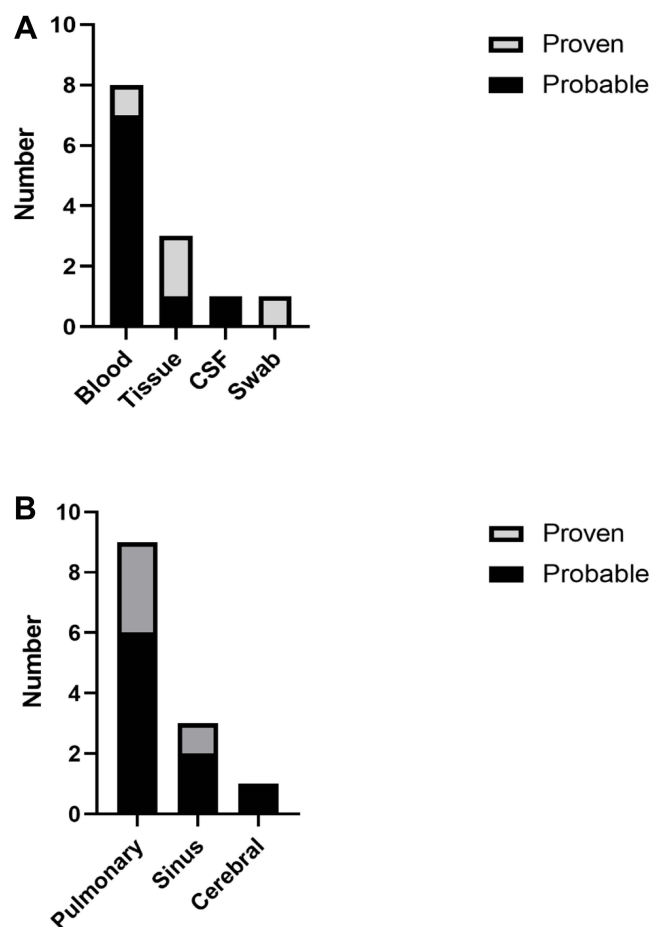 A
Proven
Probable
Number
10
8
6
4
2
0
Blood
Tissue
CSF
Swab
B
Proven
Probable
Number
10
8
6
4
2
0
Pulmonary
Sinus
Cerebral